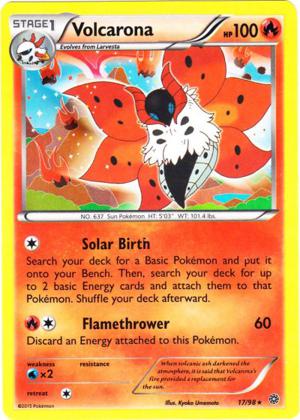 STAGE1
Volcarona
HP100
Evolves from Larvesta
NO. 637 Sun Pokémon HT: 5'03" WT: 101.4 lbs.
Solar Birth
Search your deck for a Basic Pokémon and put it
onto your Bench. Then, search your deck for up
to 2 basic Energy cards and attach them to that
Pokémon. Shuffle your deck afterward.
Flamethrower 60
Discard an Energy attached to this Pokémon.
weakness
resistance
×2
retreat
When volcanic ash darkened the
atmosphere, it is said that Volcarona's
fire provided a replacement for
the sun.
©2015 Pokémon
Illus. Kyoko Umemoto
17/98